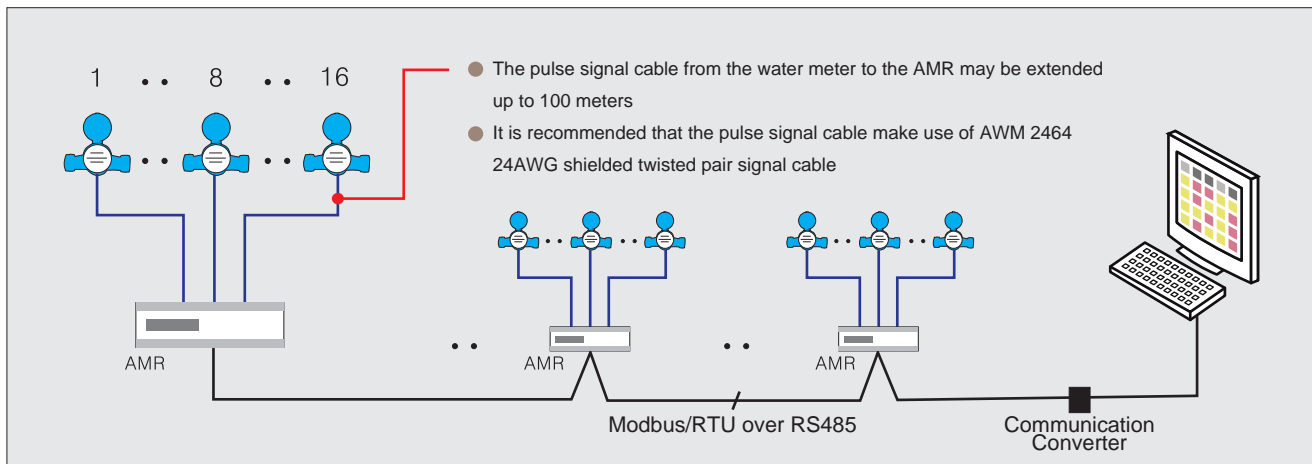 1 •• 8 •• 16
● The pulse signal cable from the water meter to the AMR may be extended
up to 100 meters
● It is recommended that the pulse signal cable make use of AWM 2464
24AWG shielded twisted pair signal cable
AMR
AMR
AMR
Modbus/RTU over RS485
Communication
Converter